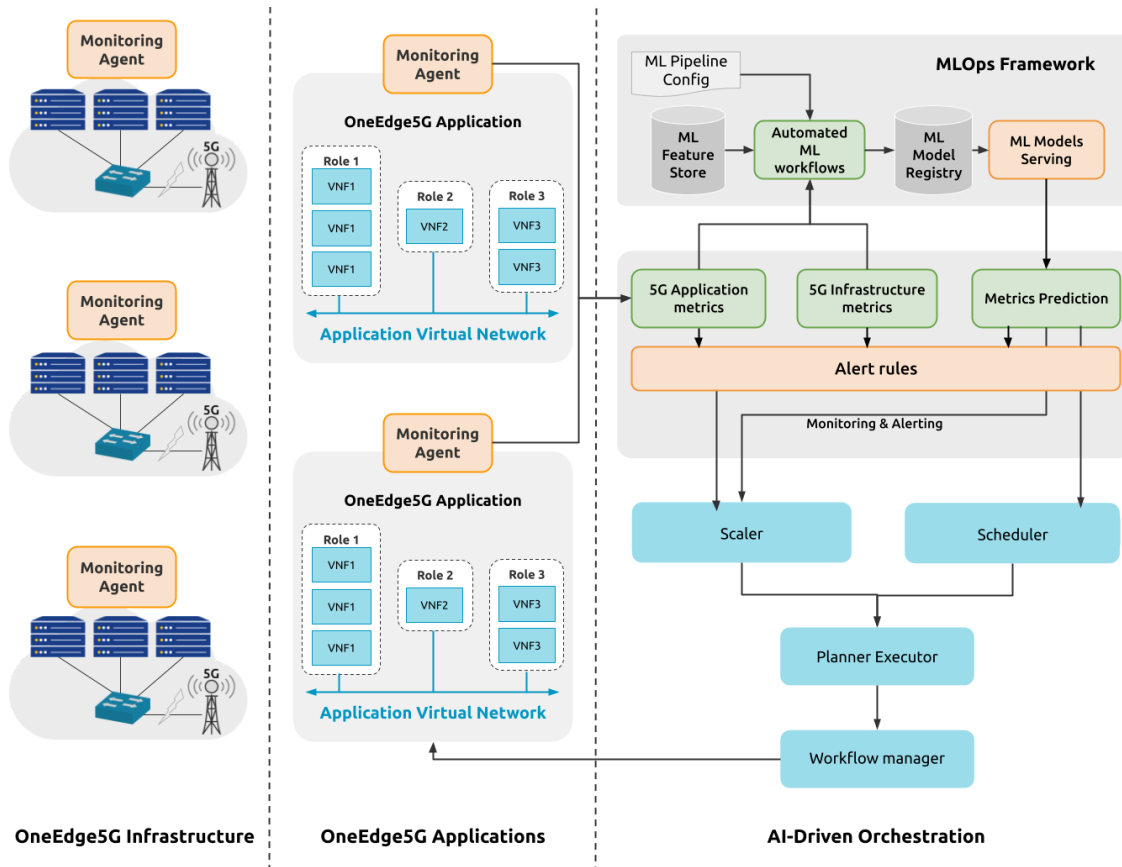 Monitoring
Agent
5G
Monitoring
Agent
5G
Monitoring
Agent
5G
OneEdge5G Infrastructure
Monitoring
Agent
OneEdge5G Application
Role 1
VNF1
VNF1
VNF1
Role 2
VNF2
Role 3
VNF3
VNF3
Application Virtual Network
Monitoring
Agent
OneEdge5G Application
Role 1
VNF1
VNF1
VNF1
Role 2
VNF2
Role 3
VNF3
VNF3
Application Virtual Network
OneEdge5G Applications
MLOps Framework
ML Pipeline
Config
ML
Feature
Store
Automated
ML
workflows
ML
Model
Registry
ML Models
Serving
5G Application
metrics
5G Infrastructure
metrics
Metrics Prediction
Alert rules
Monitoring & Alerting
Scaler
Scheduler
Planner Executor
Workflow manager
AI-Driven Orchestration